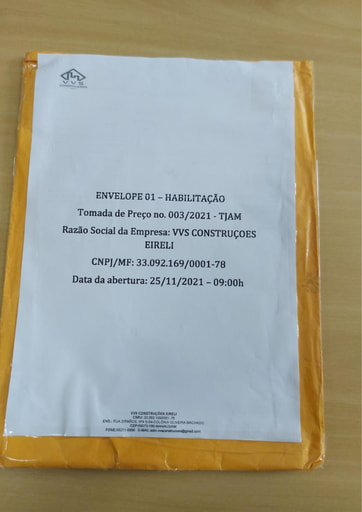 ENVELOPE 01 – HABILITAÇÃO
Tomada de Preço no. 003/2021 - TJAM
Razão Social da Empresa: VVS CONSTRUÇOES
EIRELI
CNPJ/MF: 33.092.169/0001-78
Data da abertura: 25/11/2021 – 09:00h
VVS CONSTRUÇÕES EIRELI